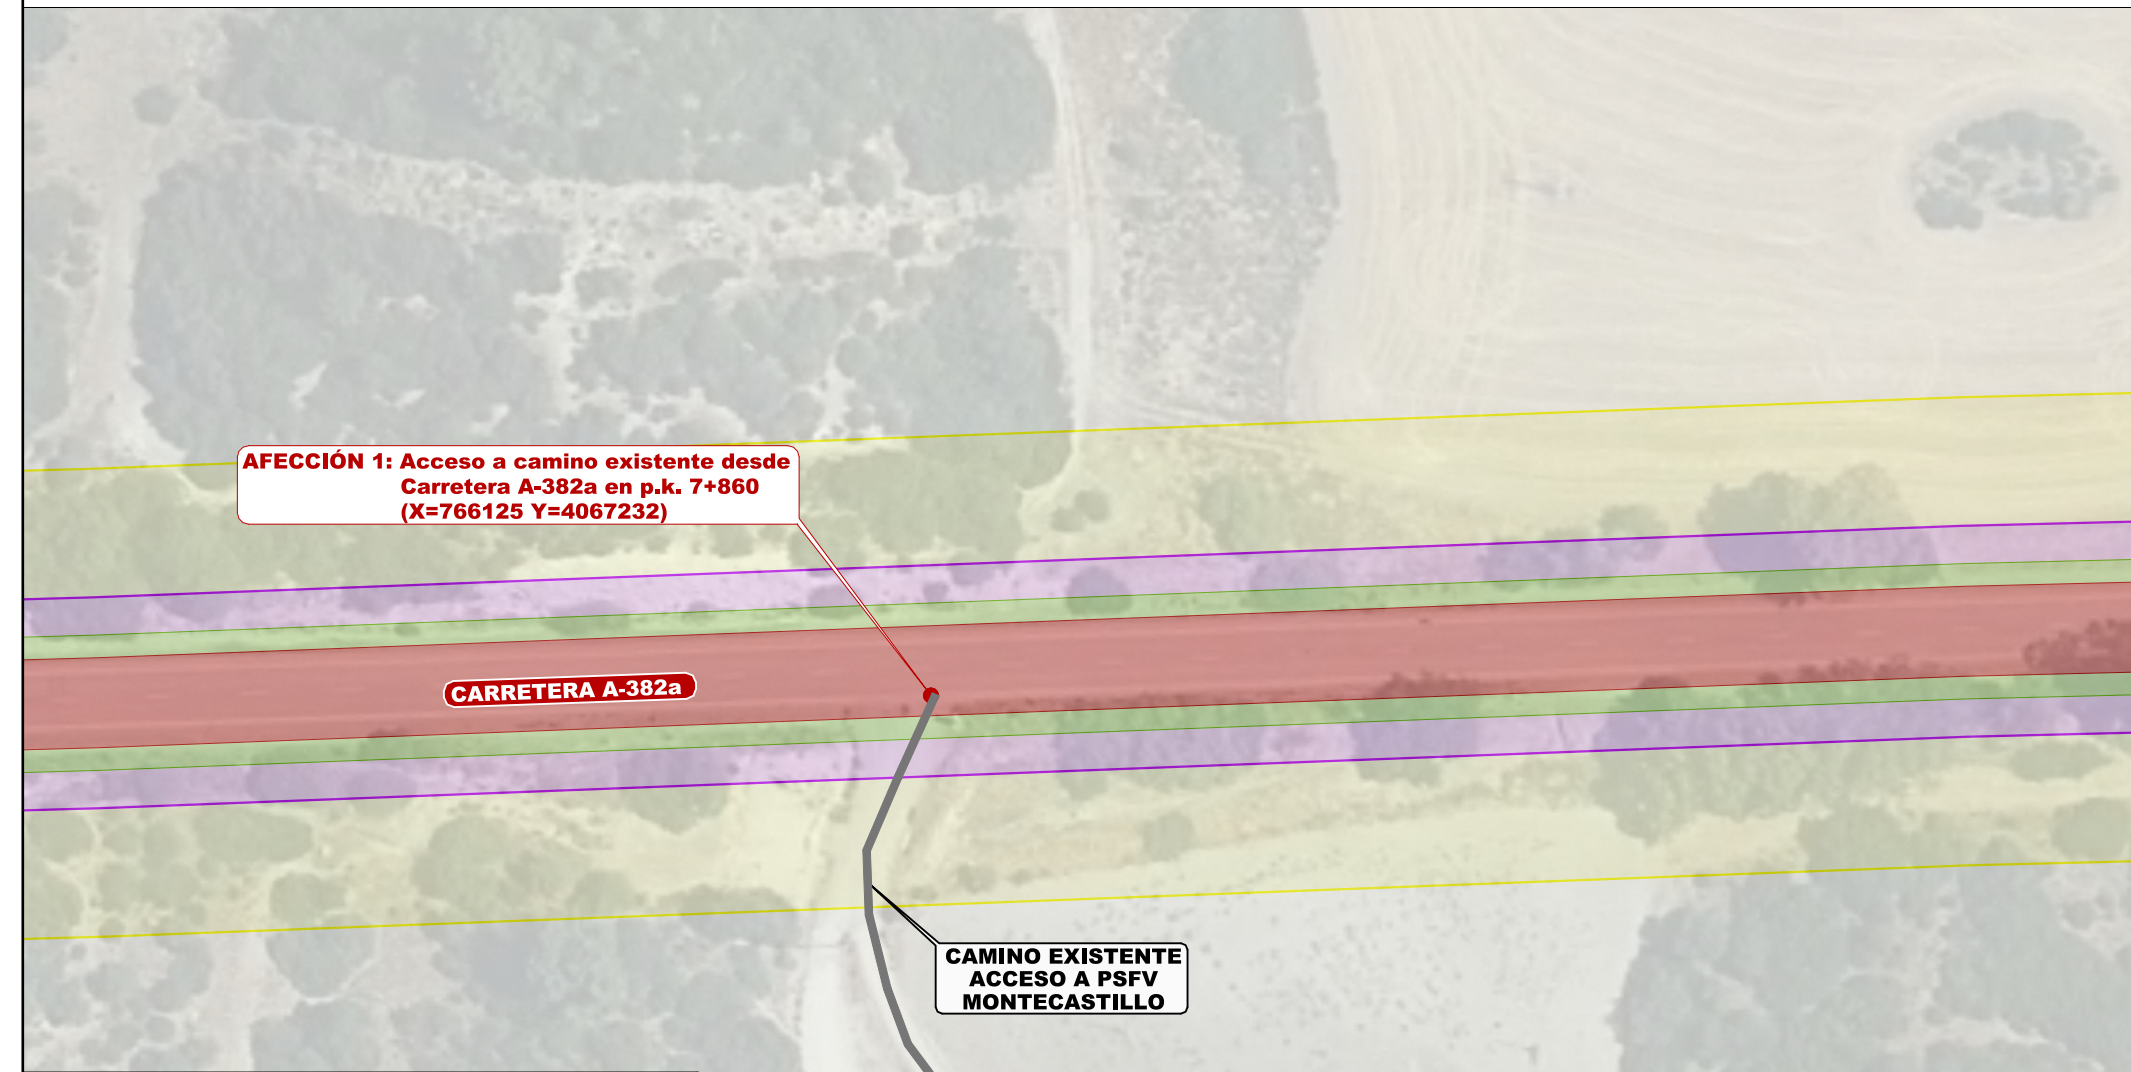 AFECCIÓN 1: Acceso a camino existente desde
Carretera A-382a en p.k. 7+860
(X=766125 Y=4067232)
CARRETERA A-382a
CAMINO EXISTENTE
ACCESO A PSFV
MONTECASTILLO